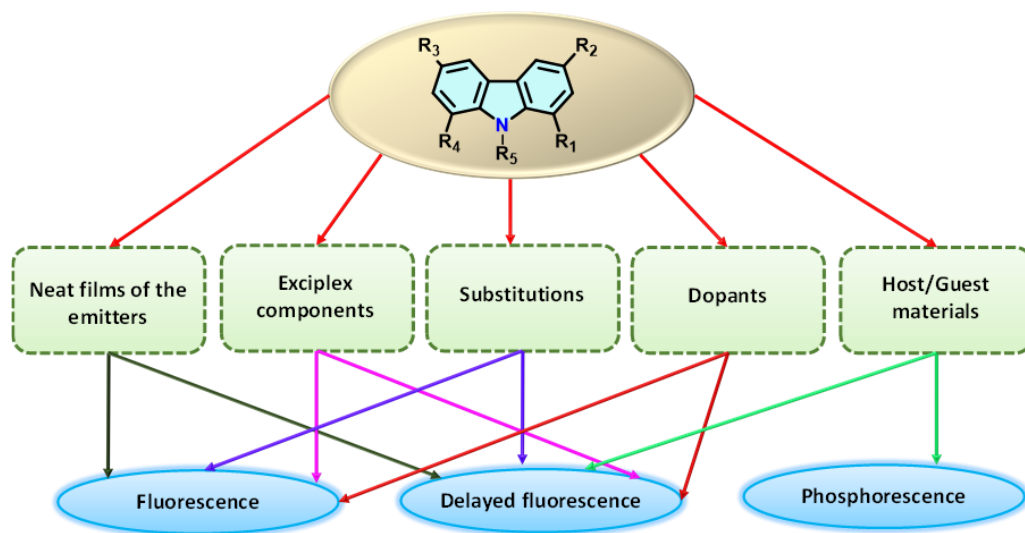 R3
R2
N
R4
R5
R1
Neat films of the
emitters
Exciplex
components
Substitutions
Dopants
Host/Guest
materials
Fluorescence
Delayed fluorescence
Phosphorescence